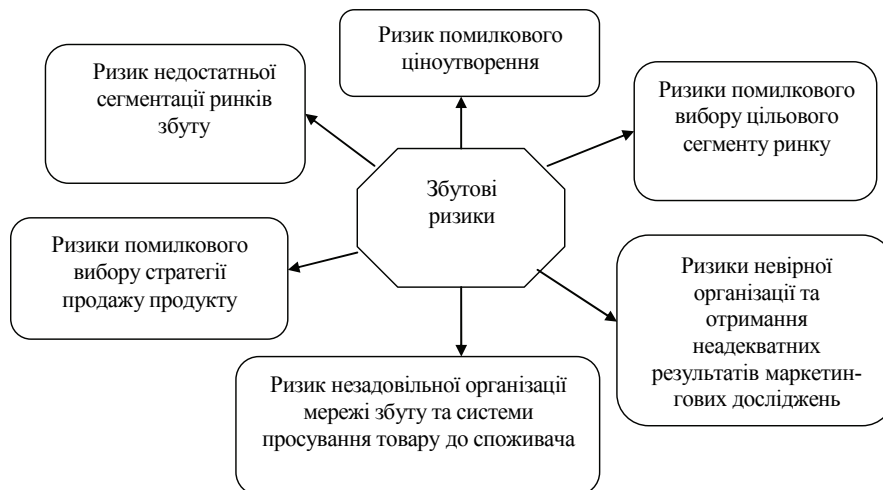 Ризик помилкового
ціноутворення
Ризик недостатньої
сегментації ринків
збуту
Ризики помилкового
вибору цільового
сегменту ринку
Збутові
ризики
Ризики помилкового
вибору стратегії
продажу продукту
Ризики невірної
організації та
отримання
неадекватних
результатів маркетин-
гових досліджень
Ризик незадовільної організації
мережі збуту та системи
просування товару до споживача